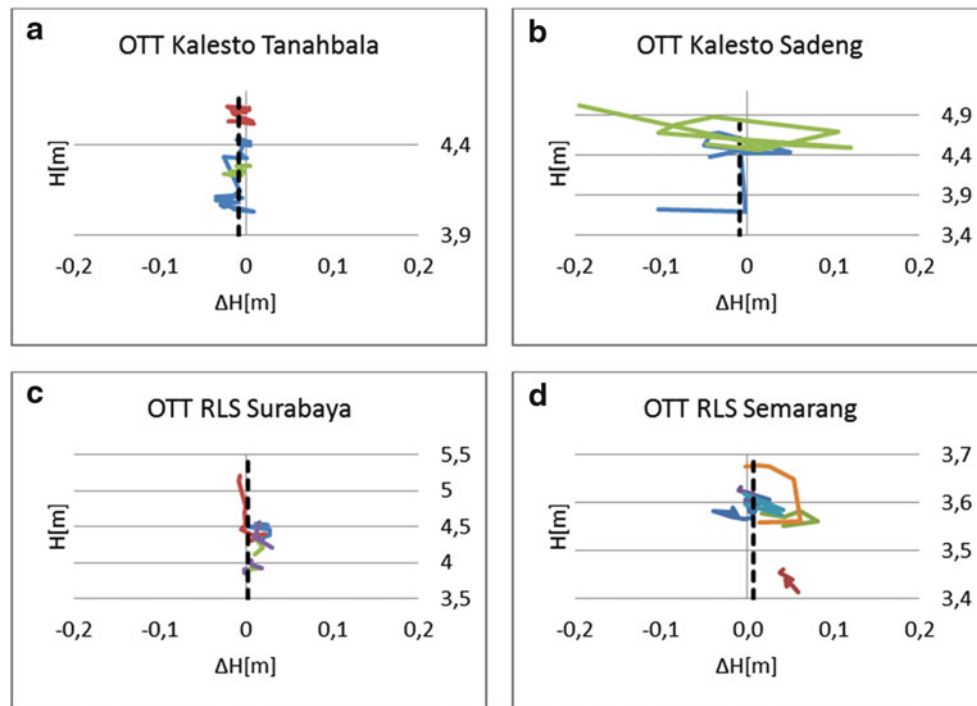 a
OTT Kalesto Tanahbala
H[m]
4,4
3,9
-0,2 -0,1 0 0,1 0,2
ΔH[m]
b
OTT Kalesto Sadeng
H[m]
4,9
4,4
3,9
3,4
-0,2 -0,1 0 0,1 0,2
ΔH[m]
c
OTT RLS Surabaya
H[m]
5,5
5
4,5
4
3,5
-0,2 -0,1 0 0,1 0,2
ΔH[m]
d
OTT RLS Semarang
H[m]
3,7
3,6
3,5
3,4
-0,2 -0,1 0,0 0,1 0,2
ΔH[m]